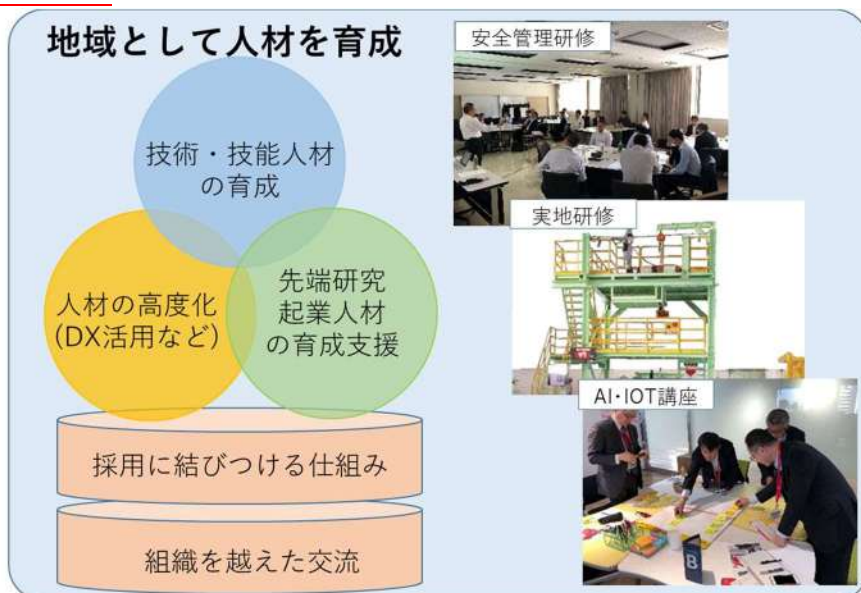 地域として人材を育成
技術・技能人材
の育成
人材の高度化
(DX活用など)
先端研究
起業人材
の育成支援
採用に結びつける仕組み
組織を越えた交流
安全管理研修
実地研修
AI・IOT講座
B